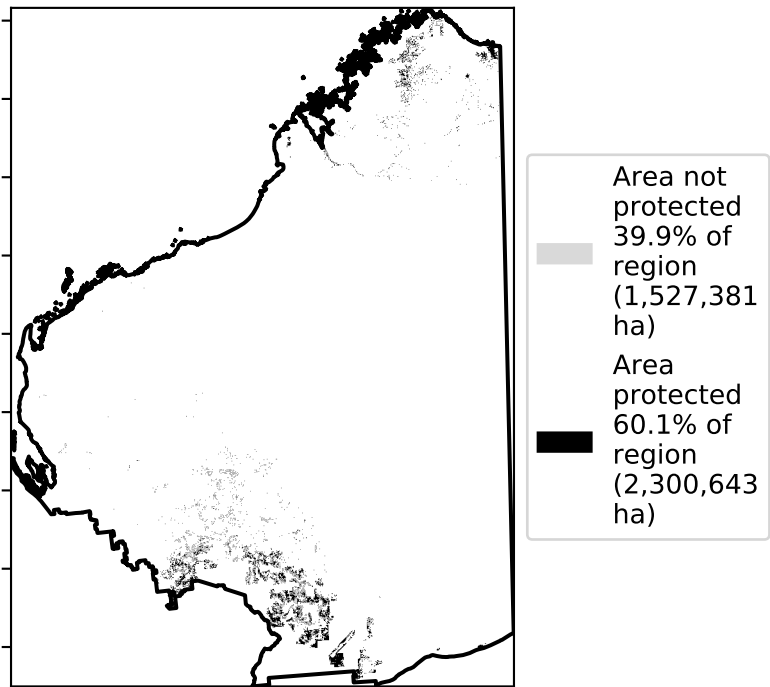 Area not
protected
39.9% of
region
(1,527,381
ha)
Area
protected
60.1% of
region
(2,300,643
ha)